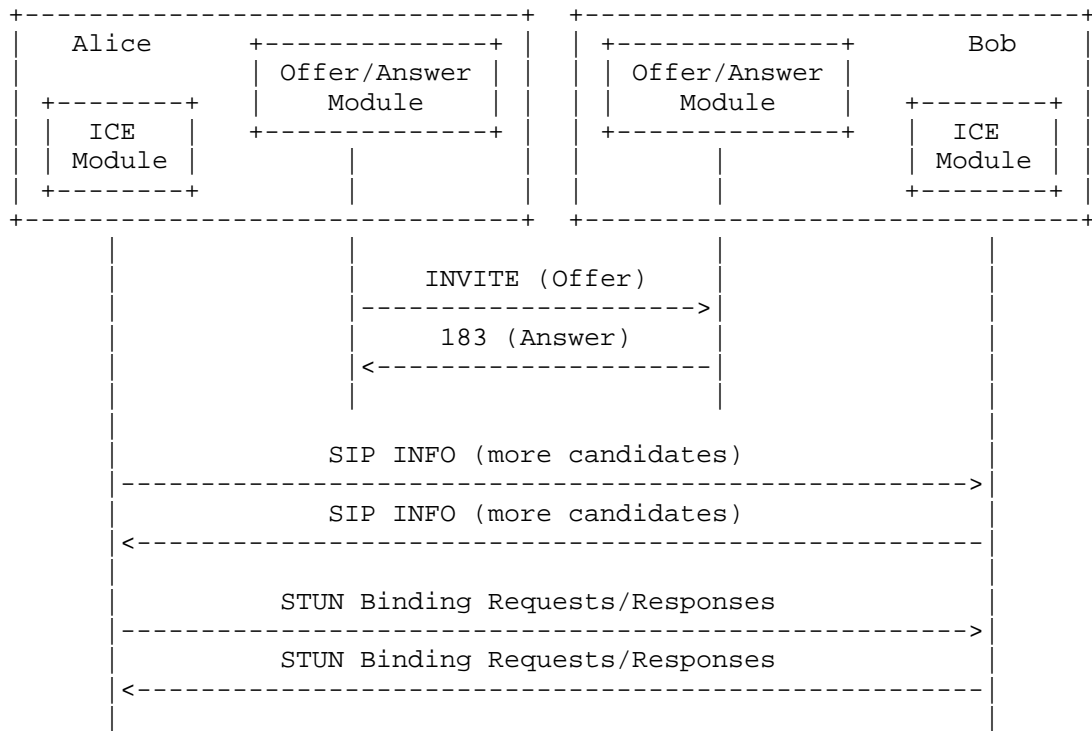 Alice Bob
Offer/Answer Offer/Answer
Module Module
ICE ICE
Module Module
INVITE (Offer)
183 (Answer)
SIP INFO (more candidates)
SIP INFO (more candidates)
STUN Binding Requests/Responses
STUN Binding Requests/Responses